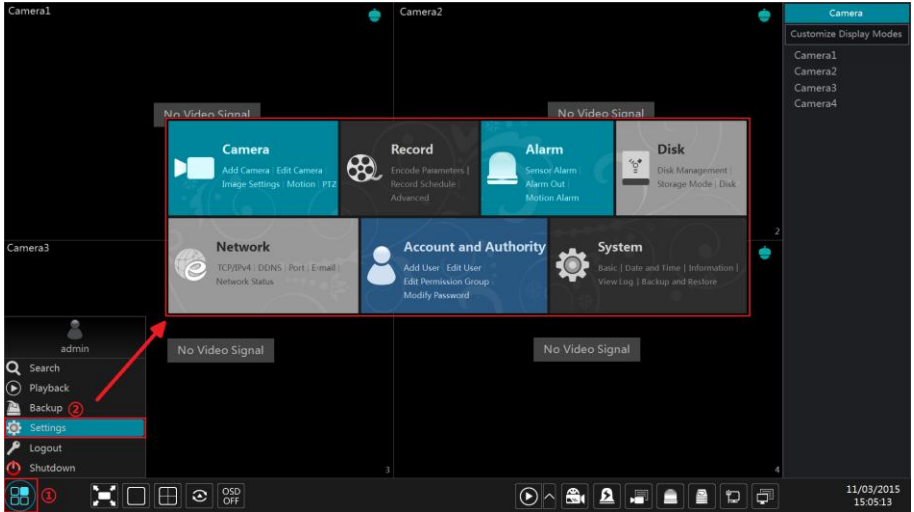 Camera1
Camera2
Camera
Customize Display Modes
Camera1
Camera2
Camera3
Camera4
No Video Signal
No Video Signal
Camera
Add Camera | Edit Camera |
Image Settings | Motion | PTZ
Record
Encode Parameters |
Record Schedule |
Advanced
Alarm
Sensor Alarm |
Alarm Out |
Motion Alarm
Disk
Disk Management |
Storage Mode | Disk
2
Camera3
Network
TCP/IPv4 | DDNS | Port | E-mail |
Network Status
Account and Authority
Add User | Edit User
Edit Permission Group
Modify Password
System
Basic | Date and Time | Information |
View Log | Backup and Restore
admin
No Video Signal
No Video Signal
Search
Playback
Backup ②
Settings
Logout
Shutdown
3
4
①
OSD
OFF
11/03/2015
15:05:13